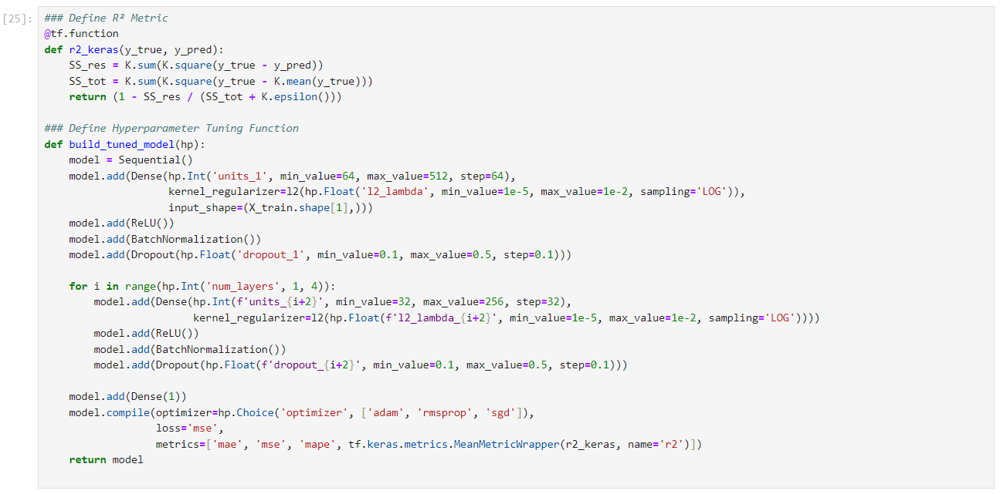 [25]:
### Define R² Metric
@tf.function
def r2_keras(y_true, y_pred):
    SS_res = K.sum(K.square(y_true - y_pred))
    SS_tot = K.sum(K.square(y_true - K.mean(y_true)))
    return (1 - SS_res / (SS_tot + K.epsilon()))

### Define Hyperparameter Tuning Function
def build_tuned_model(hp):
    model = Sequential()
    model.add(Dense(hp.Int('units_1', min_value=64, max_value=512, step=64),
                    kernel_regularizer=l2(hp.Float('l2_lambda', min_value=1e-5, max_value=1e-2, sampling='LOG')),
                    input_shape=(X_train.shape[1],)))
    model.add(ReLU())
    model.add(BatchNormalization())
    model.add(Dropout(hp.Float('dropout_1', min_value=0.1, max_value=0.5, step=0.1)))

    for i in range(hp.Int('num_layers', 1, 4)):
        model.add(Dense(hp.Int(f'units_{i+2}', min_value=32, max_value=256, step=32),
                        kernel_regularizer=l2(hp.Float(f'l2_lambda_{i+2}', min_value=1e-5, max_value=1e-2, sampling='LOG'))))
        model.add(ReLU())
        model.add(BatchNormalization())
        model.add(Dropout(hp.Float(f'dropout_{i+2}', min_value=0.1, max_value=0.5, step=0.1)))

    model.add(Dense(1))
    model.compile(optimizer=hp.Choice('optimizer', ['adam', 'rmsprop', 'sgd']),
                  loss='mse',
                  metrics=['mae', 'mse', 'mape', tf.keras.metrics.MeanMetricWrapper(r2_keras, name='r2')])
    return model